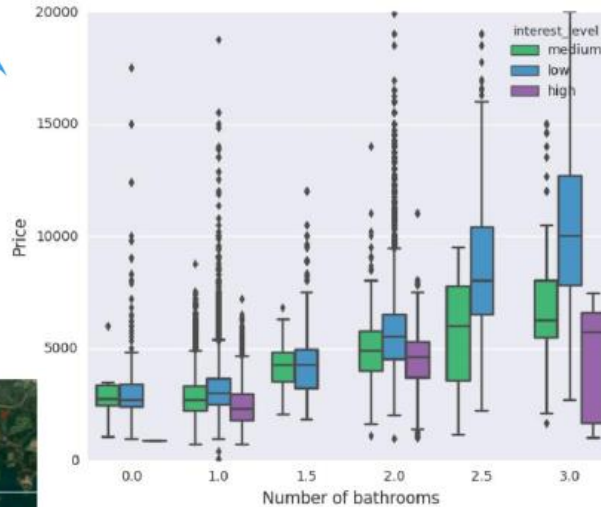 20000
15000
10000
5000
0
Price
interest_level
medium
low
high
0.0
1.0
1.5
2.0
2.5
3.0
Number of bathrooms